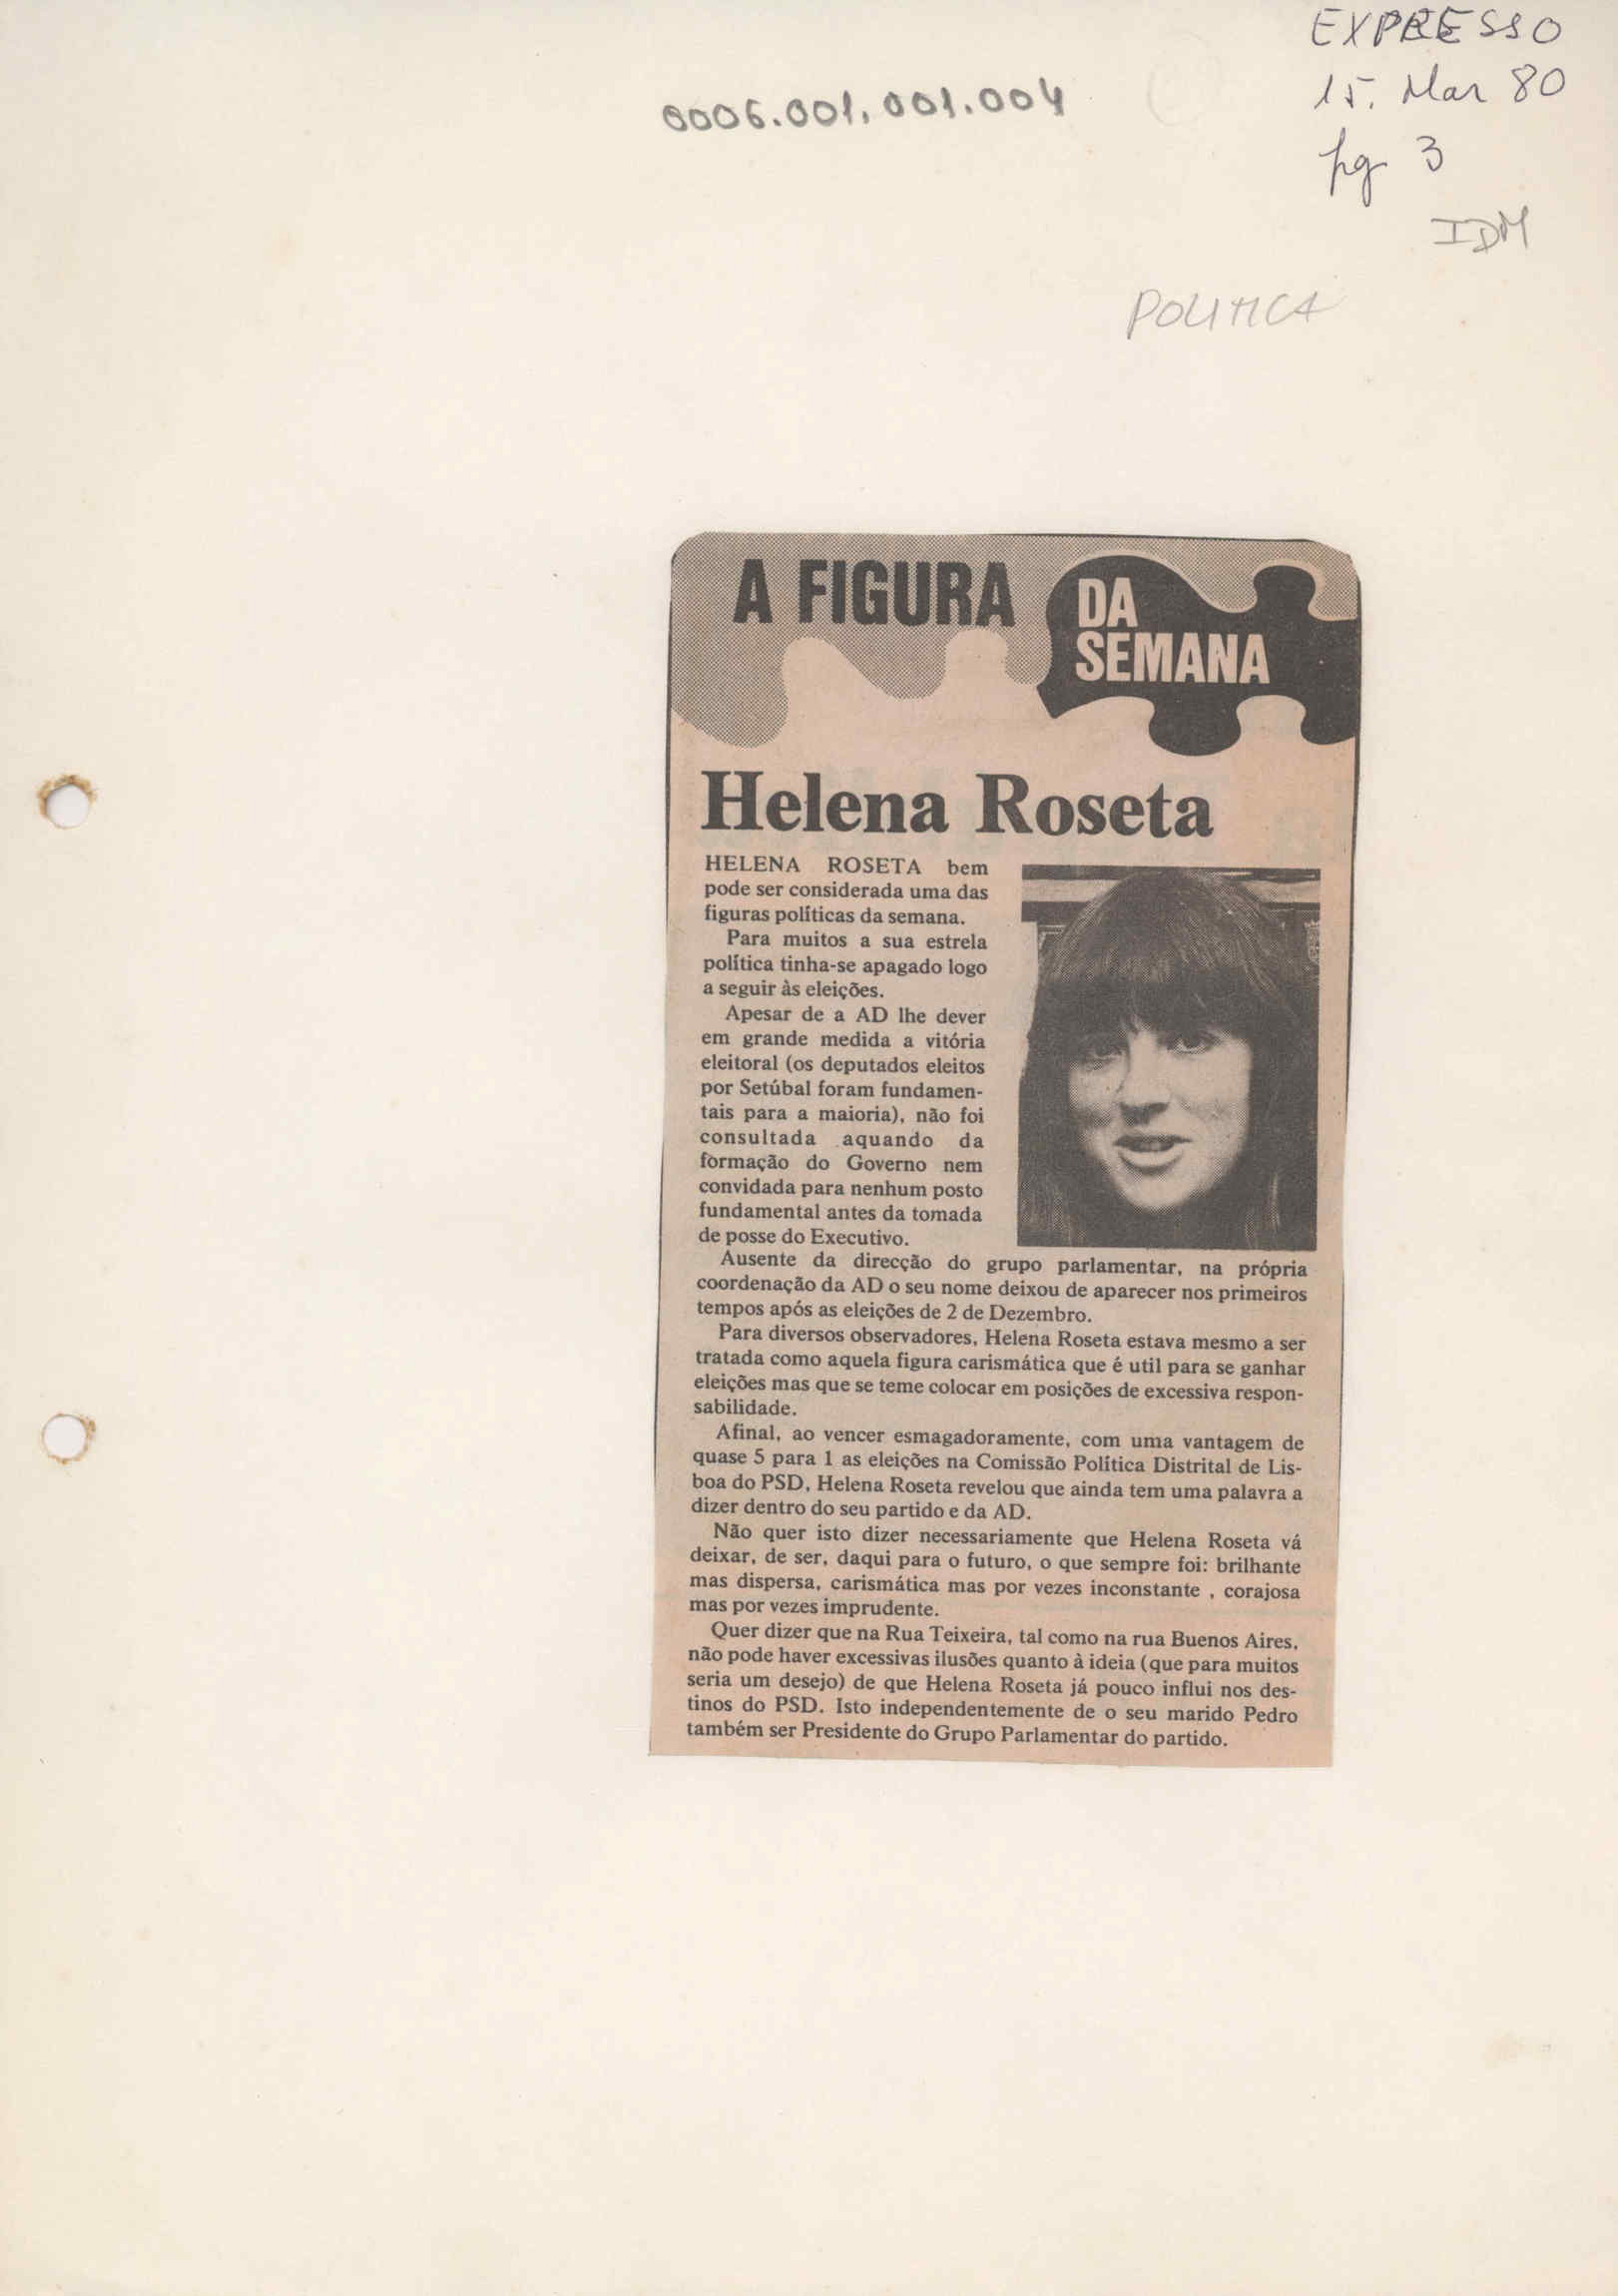 EXPRESSO
15. Mar 80
pg 3
0006.001.001.004
IDM
POLITICA
A FIGURA
DA
SEMANA
Helena Roseta
HELENA ROSETA bem
pode ser considerada uma das
figuras políticas da semana.
Para muitos a sua estrela
política tinha-se apagado logo
a seguir às eleições.
Apesar de a AD lhe dever
em grande medida a vitória
eleitoral (os deputados eleitos
por Setúbal foram fundamen-
tais para a maioria), não foi
consultada aquando da
formação do Governo nem
convidada para nenhum posto
fundamental antes da tomada
de posse do Executivo.
Ausente da direcção do grupo parlamentar, na própria
coordenação da AD o seu nome deixou de aparecer nos primeiros
tempos após as eleições de 2 de Dezembro.
Para diversos observadores, Helena Roseta estava mesmo a ser
tratada como aquela figura carismática que é util para se ganhar
eleições mas que se teme colocar em posições de excessiva respon-
sabilidade.
Afinal, ao vencer esmagadoramente, com uma vantagem de
quase 5 para 1 as eleições na Comissão Política Distrital de Lis-
boa do PSD, Helena Roseta revelou que ainda tem uma palavra a
dizer dentro do seu partido e da AD.
Não quer isto dizer necessariamente que Helena Roseta vá
deixar, de ser, daqui para o futuro, o que sempre foi: brilhante
mas dispersa, carismática mas por vezes inconstante , corajosa
mas por vezes imprudente.
Quer dizer que na Rua Teixeira, tal como na rua Buenos Aires,
não pode haver excessivas ilusões quanto à ideia (que para muitos
seria um desejo) de que Helena Roseta já pouco influi nos des-
tinos do PSD. Isto independentemente de o seu marido Pedro
também ser Presidente do Grupo Parlamentar do partido.